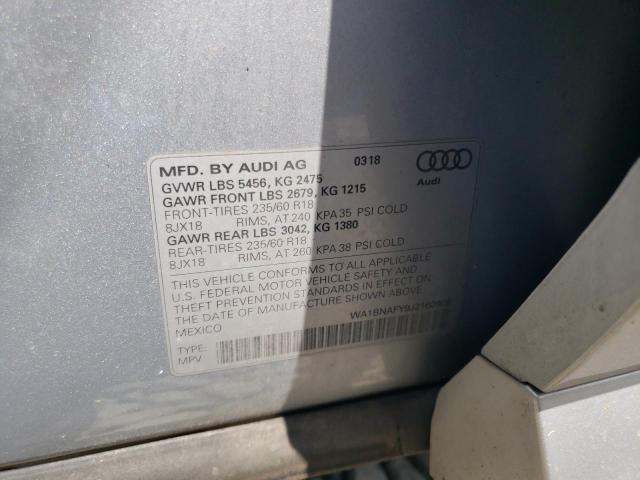 MFD. BY AUDI AG 0318
GVWR LBS 5456, KG 2475
GAWR FRONT LBS 2679, KG 1215
FRONT-TIRES 235/60 R18
8JX18 RIMS, AT 240 KPA 35 PSI COLD
GAWR REAR LBS 3042, KG 1380
REAR-TIRES 235/60 R18
8JX18 RIMS, AT 260 KPA 38 PSI COLD
Audi
THIS VEHICLE CONFORMS TO ALL APPLICABLE
U.S. FEDERAL MOTOR VEHICLE SAFETY AND
THEFT PREVENTION STANDARDS IN EFFECT ON
THE DATE OF MANUFACTURE SHOWN ABOVE
MEXICO
TYPE:
MPV